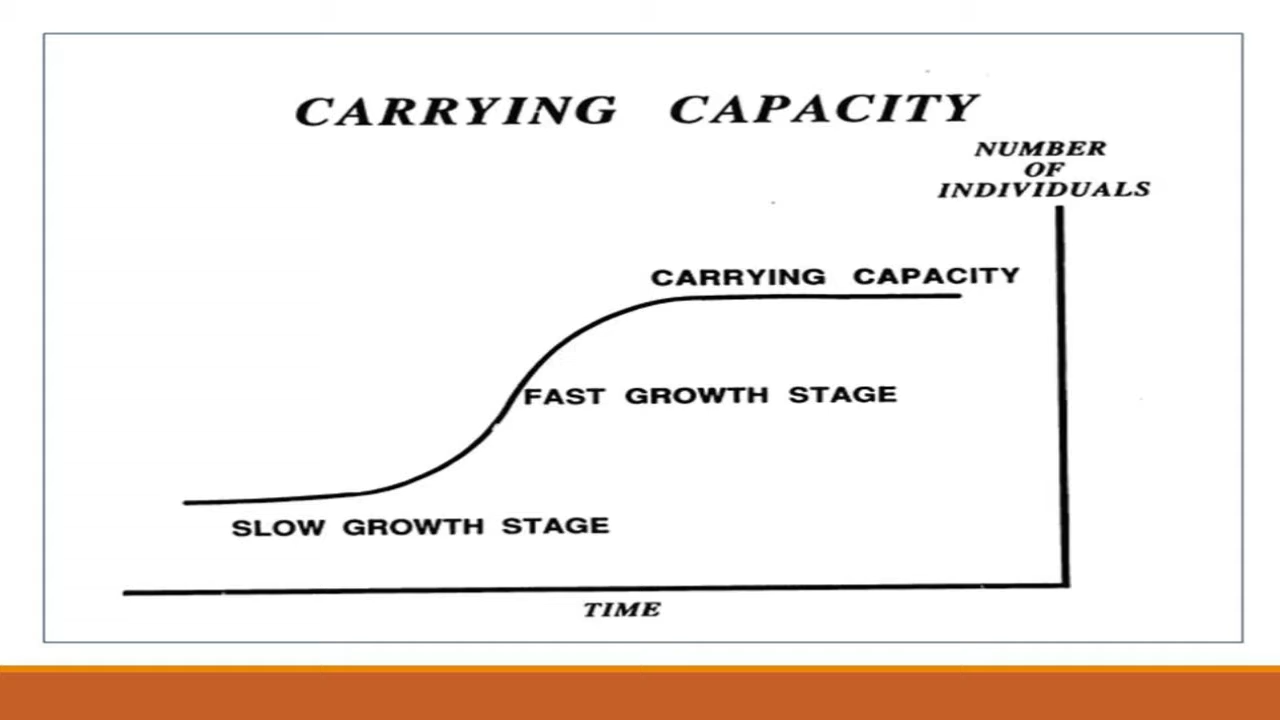 CARRYING CAPACITY
NUMBER
OF
INDIVIDUALS
CARRYING CAPACITY
FAST GROWTH STAGE
SLOW GROWTH STAGE
TIME